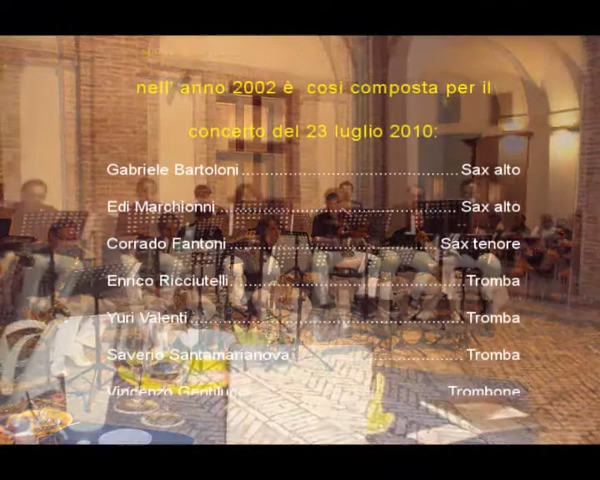 nell' anno 2002 è così composta per il
concerto del 23 luglio 2010:
Gabriele Bartoloni ........................................ Sax alto
Edi Marchionni ........................................ Sax alto
Corrado Fantoni ........................................ Sax tenore
Enrico Ricciutelli ........................................ Tromba
Yuri Valenti ........................................ Tromba
Saverio Santamarianova ................ Tromba
Vincenzo Trombone